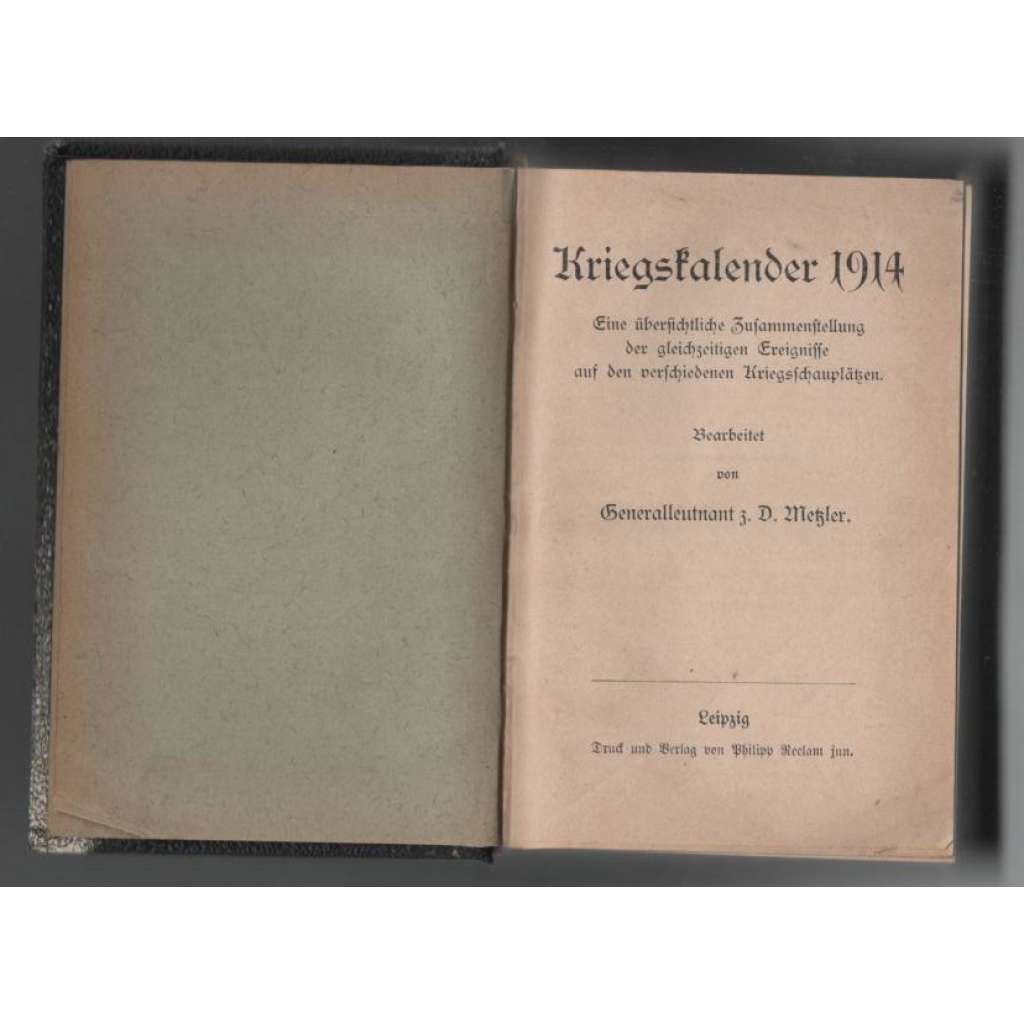 Kriegskalender 1914
Eine übersichtliche Zusammenstellung
der gleichzeitigen Ereignisse
auf den verschiedenen Kriegsschauplätzen.
Bearbeitet
von
Generalleutnant z. D. Metzler.
Leipzig
Druck und Verlag von Philipp Reclam jun.